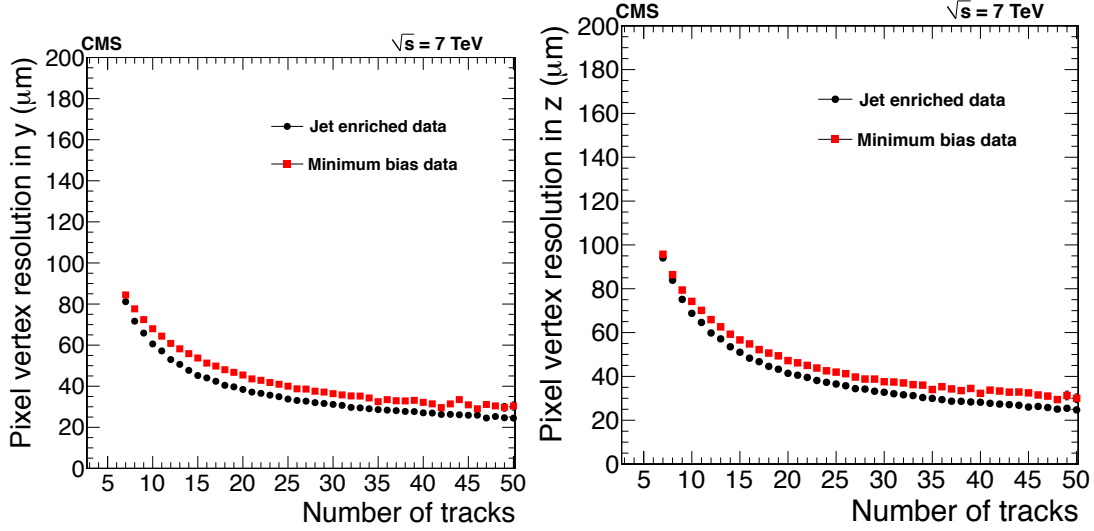 CMS
√s = 7 TeV
Pixel vertex resolution in y (μm)
200
180
160
140
120
100
80
60
40
20
0
Jet enriched data
Minimum bias data
5 10 15 20 25 30 35 40 45 50
Number of tracks
CMS
√s = 7 TeV
Pixel vertex resolution in z (μm)
200
180
160
140
120
100
80
60
40
20
0
Jet enriched data
Minimum bias data
5 10 15 20 25 30 35 40 45 50
Number of tracks